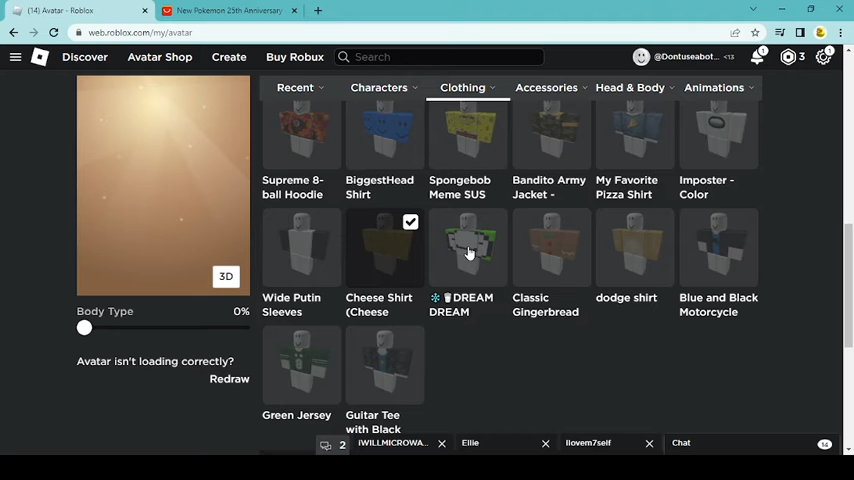 (14) Avatar - Roblox
New Pokemon 25th Anniversary
web.roblox.com/my/avatar
Discover
Avatar Shop
Create
Buy Robux
Search
@Dontuseabot... <13
1
3
1
Recent
Characters
Clothing
Accessories
Head & Body
Animations
Supreme 8-
ball Hoodie
BiggestHead
Shirt
Spongebob
Meme SUS
Bandito Army
Jacket -
My Favorite
Pizza Shirt
Imposter -
Color
3D
Wide Putin
Sleeves
Cheese Shirt
(Cheese
DREAM
DREAM
Classic
Gingerbread
dodge shirt
Blue and Black
Motorcycle
Body Type
0%
Avatar isn't loading correctly?
Redraw
Green Jersey
Guitar Tee
with Black
2
iWILLMICROWA...
Ellie
Ilovem7self
Chat
14